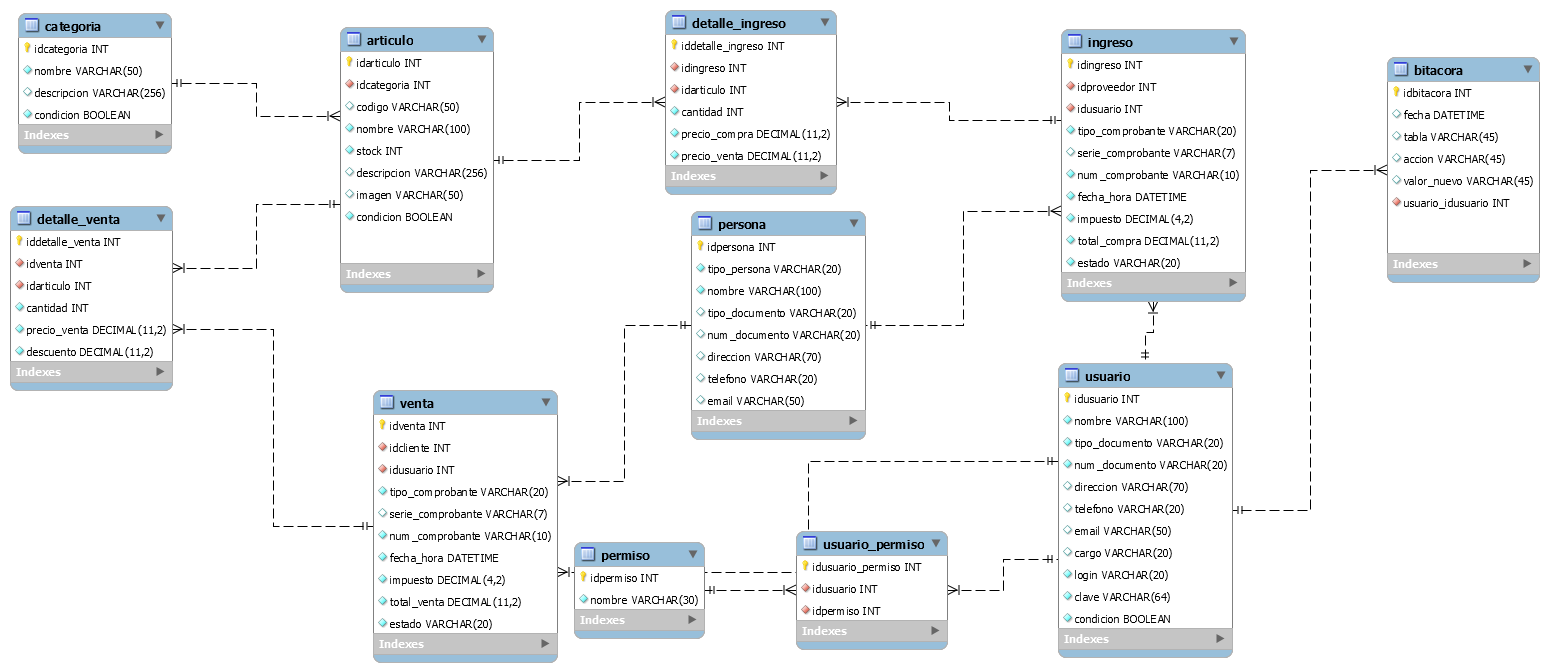 categoria
idcategoria INT
nombre VARCHAR(50)
descripcion VARCHAR(256)
condicion BOOLEAN
Indexes
articulo
idarticulo INT
idcategoria INT
codigo VARCHAR(50)
nombre VARCHAR(100)
stock INT
descripcion VARCHAR(256)
imagen VARCHAR(50)
condicion BOOLEAN
Indexes
detalle_ingreso
iddetalle_ingreso INT
idingreso INT
idarticulo INT
cantidad INT
precio_compra DECIMAL(11,2)
precio_venta DECIMAL(11,2)
Indexes
ingreso
idingreso INT
idproveedor INT
idusuario INT
tipo_comprobante VARCHAR(20)
serie_comprobante VARCHAR(7)
num_comprobante VARCHAR(10)
fecha_hora DATETIME
impuesto DECIMAL(4,2)
total_compra DECIMAL(11,2)
estado VARCHAR(20)
Indexes
bitacora
idbitacora INT
fecha DATETIME
tabla VARCHAR(45)
accion VARCHAR(45)
valor_nuevo VARCHAR(45)
usuario_idusuario INT
Indexes
detalle_venta
iddetalle_venta INT
idventa INT
idarticulo INT
cantidad INT
precio_venta DECIMAL(11,2)
descuento DECIMAL(11,2)
Indexes
persona
idpersona INT
tipo_persona VARCHAR(20)
nombre VARCHAR(100)
tipo_documento VARCHAR(20)
num_documento VARCHAR(20)
direccion VARCHAR(70)
telefono VARCHAR(20)
email VARCHAR(50)
Indexes
venta
idventa INT
idcliente INT
idusuario INT
tipo_comprobante VARCHAR(20)
serie_comprobante VARCHAR(7)
num_comprobante VARCHAR(10)
fecha_hora DATETIME
impuesto DECIMAL(4,2)
total_venta DECIMAL(11,2)
estado VARCHAR(20)
Indexes
permiso
idpermiso INT
nombre VARCHAR(30)
Indexes
usuario_permiso
idusuario_permiso INT
idusuario INT
idpermiso INT
Indexes
usuario
idusuario INT
nombre VARCHAR(100)
tipo_documento VARCHAR(20)
num_documento VARCHAR(20)
direccion VARCHAR(70)
telefono VARCHAR(20)
email VARCHAR(50)
cargo VARCHAR(20)
login VARCHAR(20)
clave VARCHAR(64)
condicion BOOLEAN
Indexes